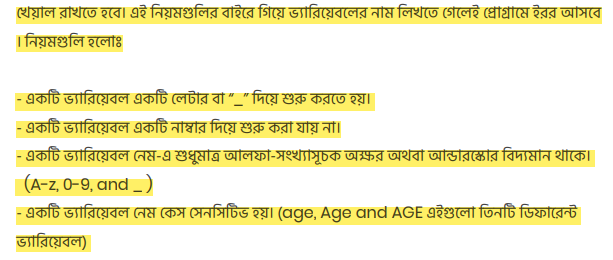 খেয়াল রাখতে হবে। এই নিয়মগুলির বাইরে গিয়ে ভ্যারিয়েবলের নাম লিখতে গেলেই প্রোগ্রামে ইরর আসবে
। নিয়মগুলি হলোঃ
- একটি ভ্যারিয়েবল একটি লেটার বা “_” দিয়ে শুরু করতে হয়।
- একটি ভ্যারিয়েবল একটি নাম্বার দিয়ে শুরু করা যায় না।
- একটি ভ্যারিয়েবল নেম-এ শুধুমাত্র আলফা-সংখ্যাসূচক অক্ষর অথবা আন্ডারস্কোর বিদ্যমান থাকে।
(A-z, 0-9, and _ )
- একটি ভ্যারিয়েবল নেম কেস সেনসিটিভ হয়। (age, Age and AGE এইগুলো তিনটি ডিফারেন্ট
ভ্যারিয়েবল)